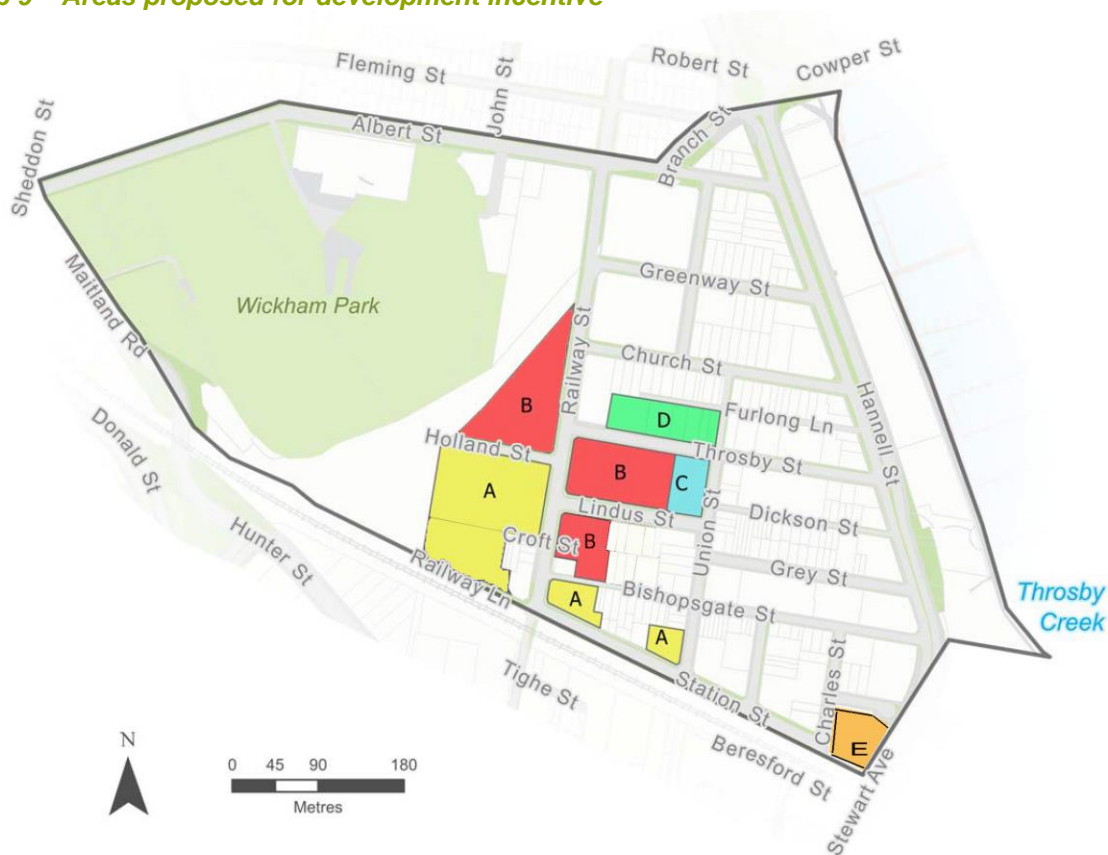 Areas proposed for development incentive
Fleming St
John St
Robert St
Cowper St
Sheddon St
Albert St
Branch St
Maitland Rd
Wickham Park
Greenway St
Railway St
Church St
Hannell St
B
D
Furlong Ln
Donald St
Holland St
Throsby St
A
B
C
Hunter St
Lindus St
Union St
Dickson St
Croft St
B
Railway Ln
Grey St
A
Bishopsgate St
Throsby
Creek
A
Tighe St
Station St
Charles St
E
Beresford St
Stewart Ave
N
0 45 90 180
Metres